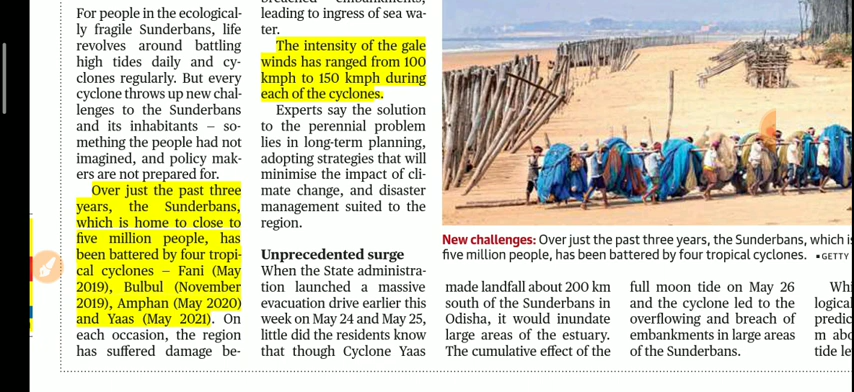 For people in the ecological-
ly fragile Sunderbans, life
revolves around battling
high tides daily and cy-
clones regularly. But every
cyclone throws up new chal-
lenges to the Sunderbans
and its inhabitants – so-
mething the people had not
imagined, and policy mak-
ers are not prepared for.
Over just the past three
years, the Sunderbans,
which is home to close to
five million people, has
been battered by four tropi-
cal cyclones – Fani (May
2019), Bulbul (November
2019), Amphan (May 2020)
and Yaas (May 2021). On
each occasion, the region
has suffered damage be-
breached embankments,
leading to ingress of sea wa-
ter.
The intensity of the gale
winds has ranged from 100
kmph to 150 kmph during
each of the cyclones.
Experts say the solution
to the perennial problem
lies in long-term planning,
adopting strategies that will
minimise the impact of cli-
mate change, and disaster
management suited to the
region.
Unprecedented surge
When the State administra-
tion launched a massive
evacuation drive earlier this
week on May 24 and May 25,
little did the residents know
that though Cyclone Yaas
New challenges: Over just the past three years, the Sunderbans, which is
five million people, has been battered by four tropical cyclones. ▪ GETTY
made landfall about 200 km
south of the Sunderbans in
Odisha, it would inundate
large areas of the estuary.
The cumulative effect of the
full moon tide on May 26
and the cyclone led to the
overflowing and breach of
embankments in large areas
of the Sunderbans.
logical
predic
m abo
tide le